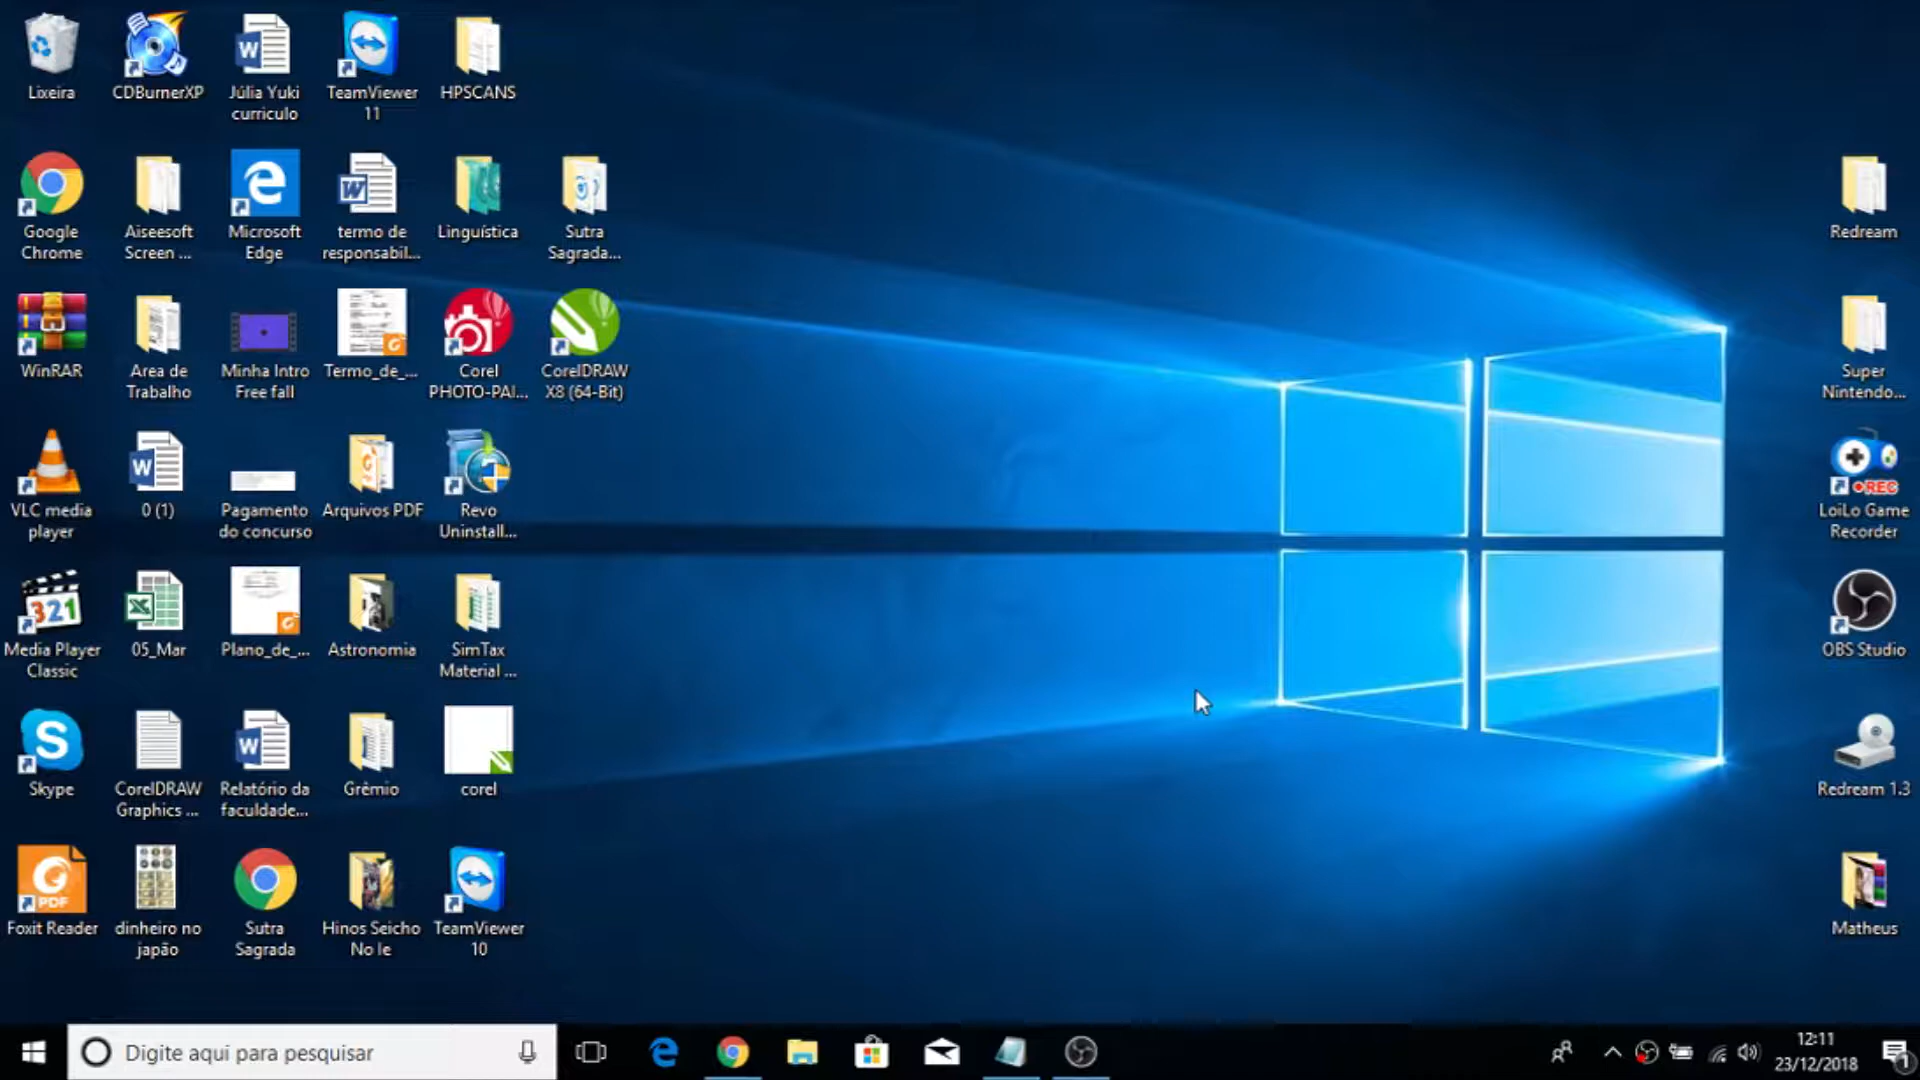 Lixeira
CDBurnerXP
Júlia Yuki
curriculo
TeamViewer
11
HPSCANS
Google
Chrome
Aiseesoft
Screen ...
Microsoft
Edge
termo de
responsabil...
Linguística
Sutra
Sagrada...
Redream
WinRAR
Area de
Trabalho
Minha Intro
Free fall
Termo_de_...
Corel
PHOTO-PAI...
CorelDRAW
X8 (64-Bit)
Super
Nintendo...
VLC media
player
0 (1)
Pagamento
do concurso
Arquivos PDF
Revo
Uninstall...
REC
LoiLo Game
Recorder
321
Media Player
Classic
05_Mar
Plano_de_...
Astronomia
SimTax
Material ...
OBS Studio
Skype
CorelDRAW
Graphics ...
Relatório da
faculdade...
Grêmio
corel
Redream 1.3
PDF
Foxit Reader
dinheiro no
japão
Sutra
Sagrada
Hinos Seicho
No Ie
TeamViewer
10
Matheus
Digite aqui para pesquisar
12:11
23/12/2018
1